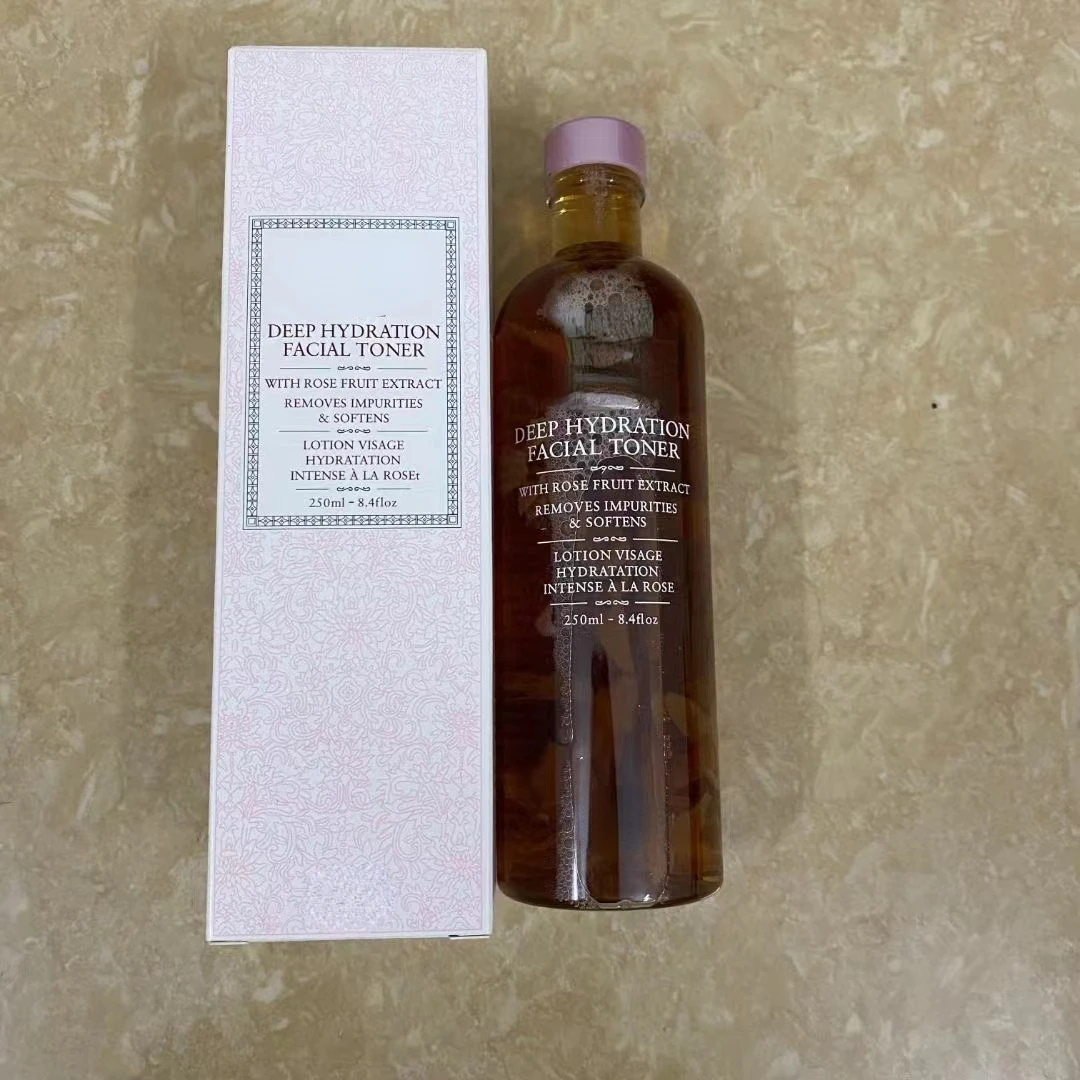 DEEP HYDRATION
FACIAL TONER
WITH ROSE FRUIT EXTRACT
REMOVES IMPURITIES
& SOFTENS
LOTION VISAGE
HYDRATATION
INTENSE À LA ROSEt
250ml - 8.4floz
DEEP HYDRATION
FACIAL TONER
WITH ROSE FRUIT EXTRACT
REMOVES IMPURITIES
& SOFTENS
LOTION VISAGE
HYDRATATION
INTENSE À LA ROSE
250ml - 8.4floz